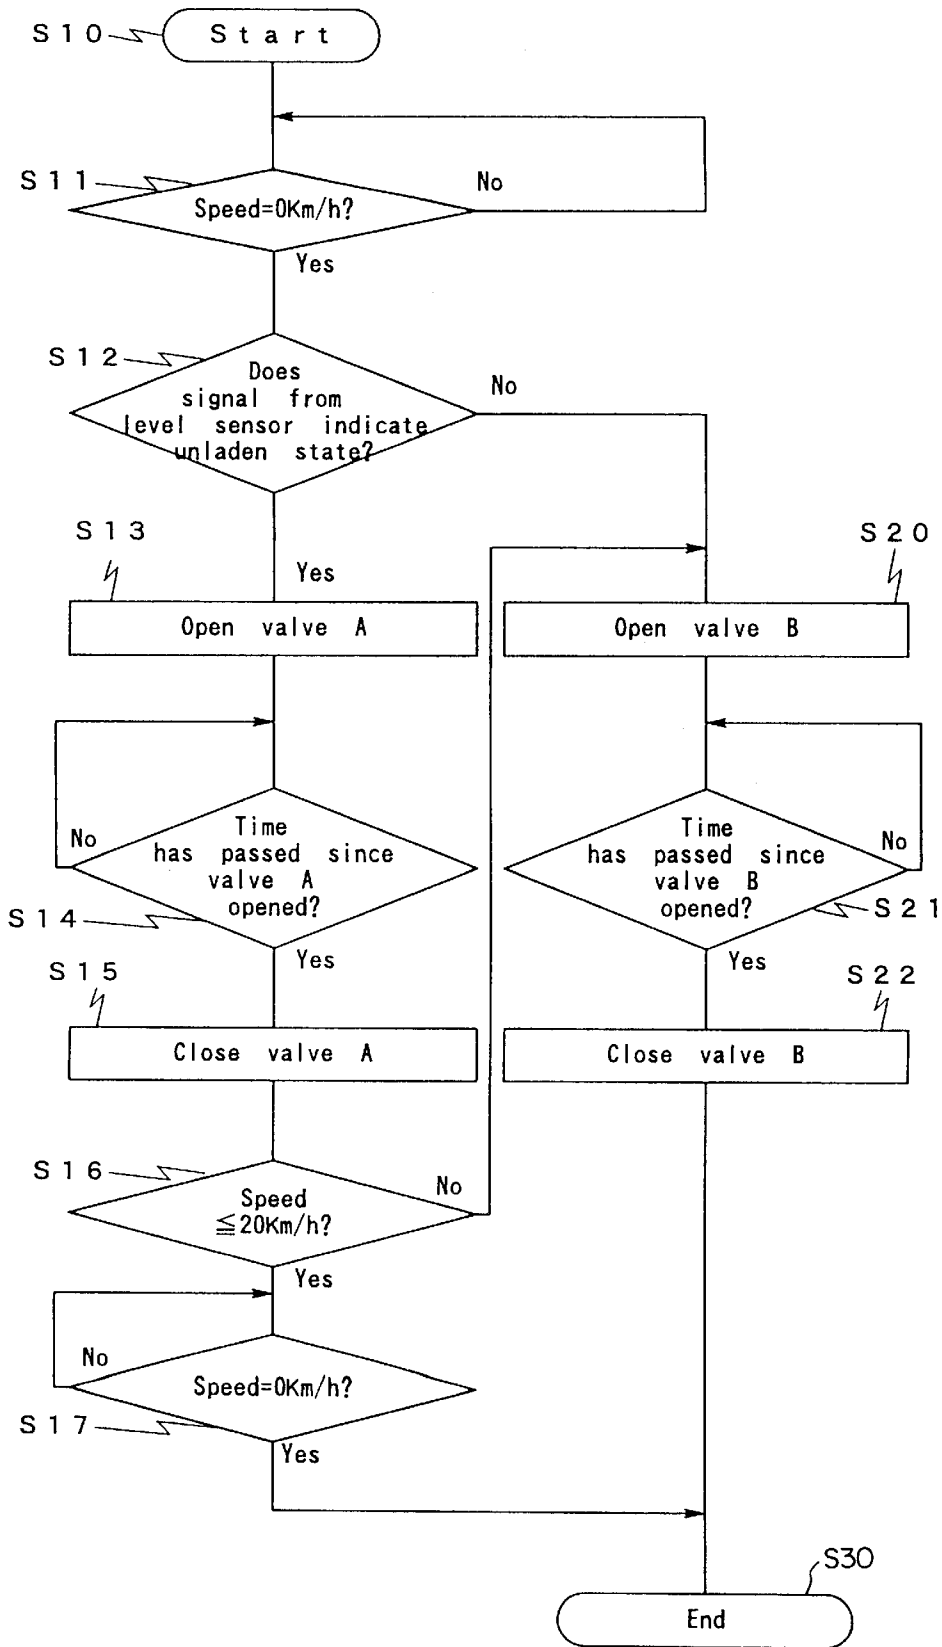 S10
Start
S11
Speed=0Km/h?
No
Yes
S12
Does
signal from
level sensor indicate
unladen state?
No
Yes
S13
Open valve A
S20
Open valve B
No
Time
has passed since
valve A
opened?
S14
Yes
Time
has passed since
valve B
opened?
No
S21
Yes
S15
Close valve A
S22
Close valve B
S16
Speed
≦20Km/h?
No
Yes
No
Speed=0Km/h?
S17
Yes
S30
End